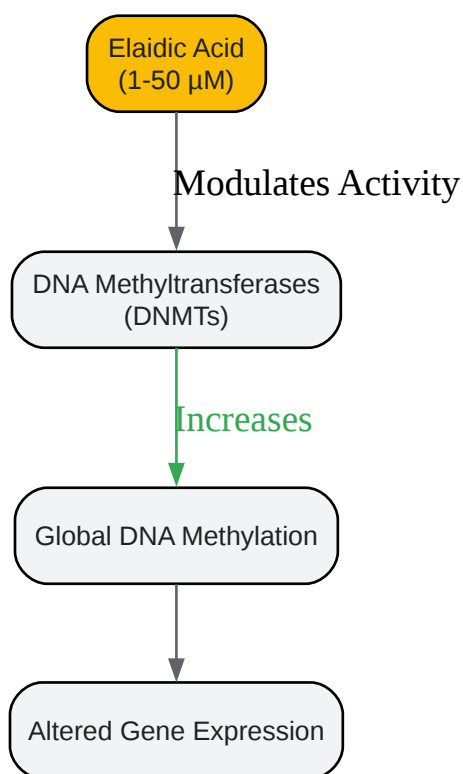 Elaidic Acid
(1-50 µM)
Modulates Activity
DNA Methyltransferases
(DNMTs)
Increases
Global DNA Methylation
Altered Gene Expression